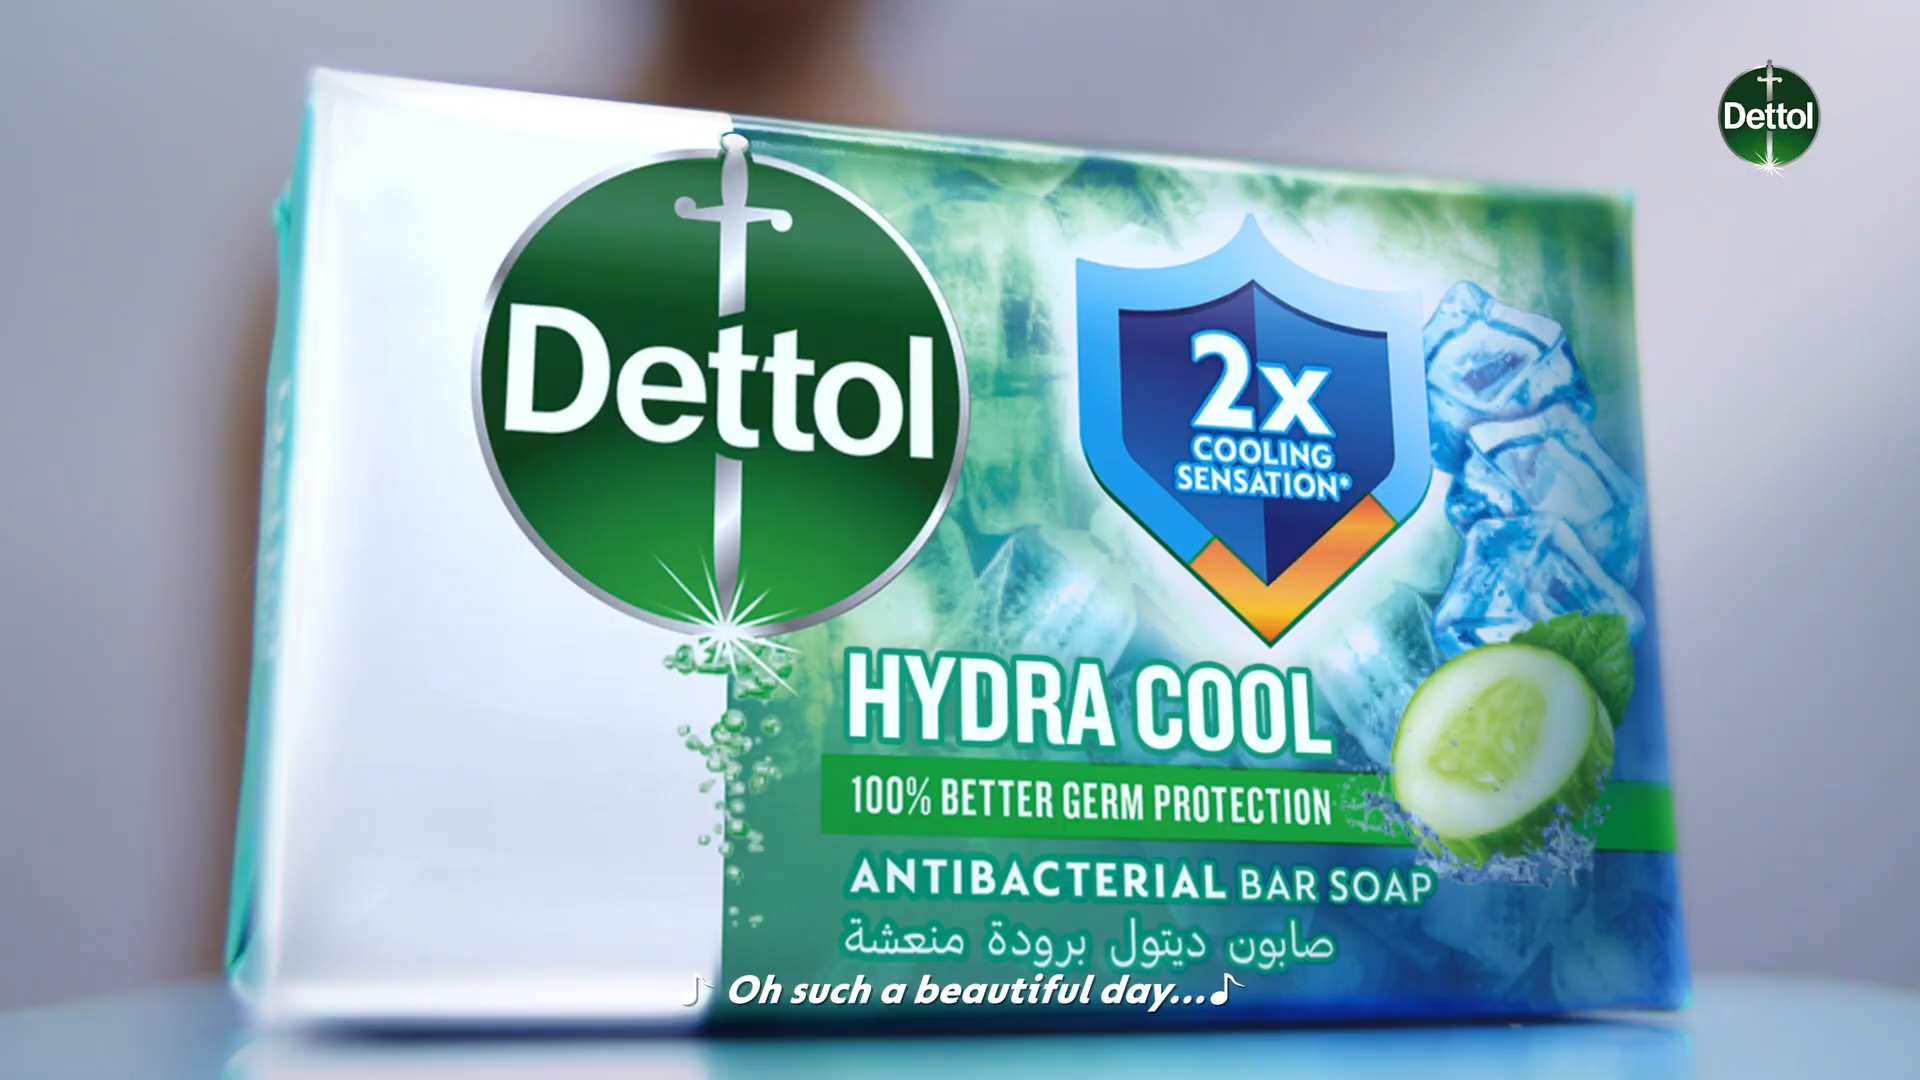 Dettol
Dettol
2x
COOLING
SENSATION*
HYDRA COOL
100% BETTER GERM PROTECTION
ANTIBACTERIAL BAR SOAP
صابون ديتول برودة منعشة
♪ Oh such a beautiful day...♪